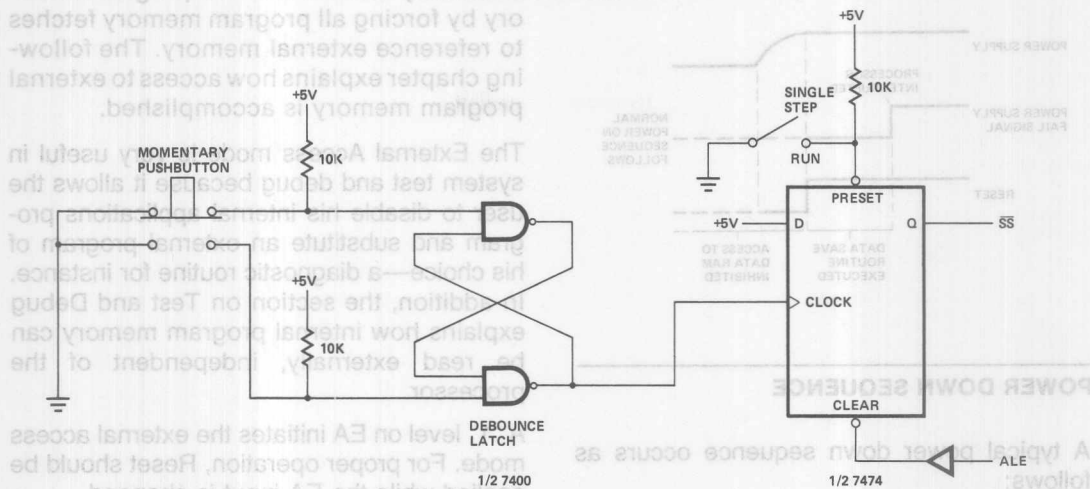 +5V
MOMENTARY
PUSHBUTTON
10K
+5V
10K
DEBOUNCE
LATCH
1/2 7400
+5V
10K
SINGLE
STEP
RUN
PRESET
+5V
D
Q
SS
CLOCK
CLEAR
ALE
1/2 7474
ory by forcing all program memory fetches
to reference external memory. The follow-
ing chapter explains how access to external
program memory is accomplished.
The External Access mode is very useful in
system test and debug because it allows the
user to disable his internal applications pro-
gram and substitute an external program of
his choice—a diagnostic routine for instance.
In addition, the section on Test and Debug
explains how internal program memory can
be read externally, independent of the
processor.
level on EA initiates the external access
mode. For proper operation, Reset should be
POWER SUPPLY
POWER SUPPLY
FAIL SIGNAL
RESET
PROCESSOR
NORMAL
POWER ON
SEQUENCE
FOLLOWS
ACCESS TO
DATA RAM
INHIBITED
DATA SAVE
ROUTINE
EXECUTED
POWER DOWN SEQUENCE
A typical power down sequence occurs as
follows: